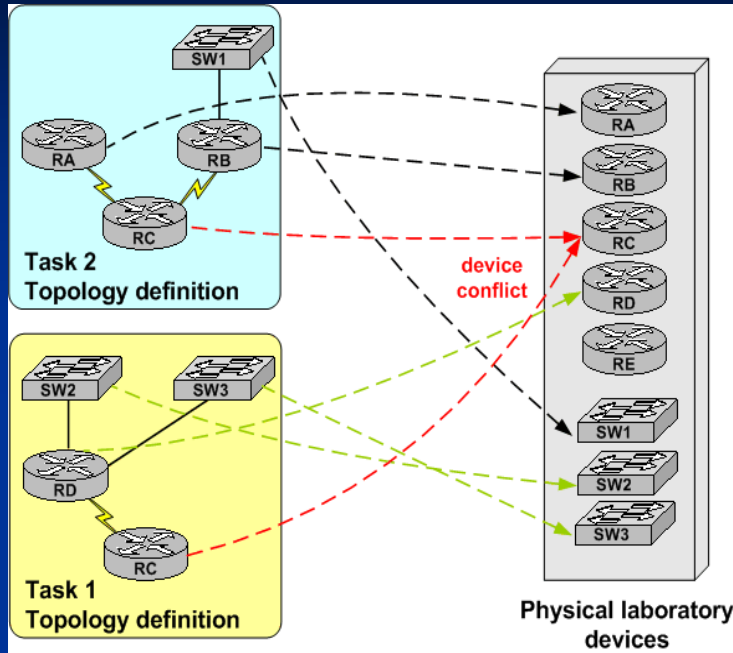 SW1
RA
RB
RC
Task 2
Topology definition
SW2
SW3
RD
RC
Task 1
Topology definition
device
conflict
RA
RB
RC
RD
RE
SW1
SW2
SW3
Physical laboratory
devices